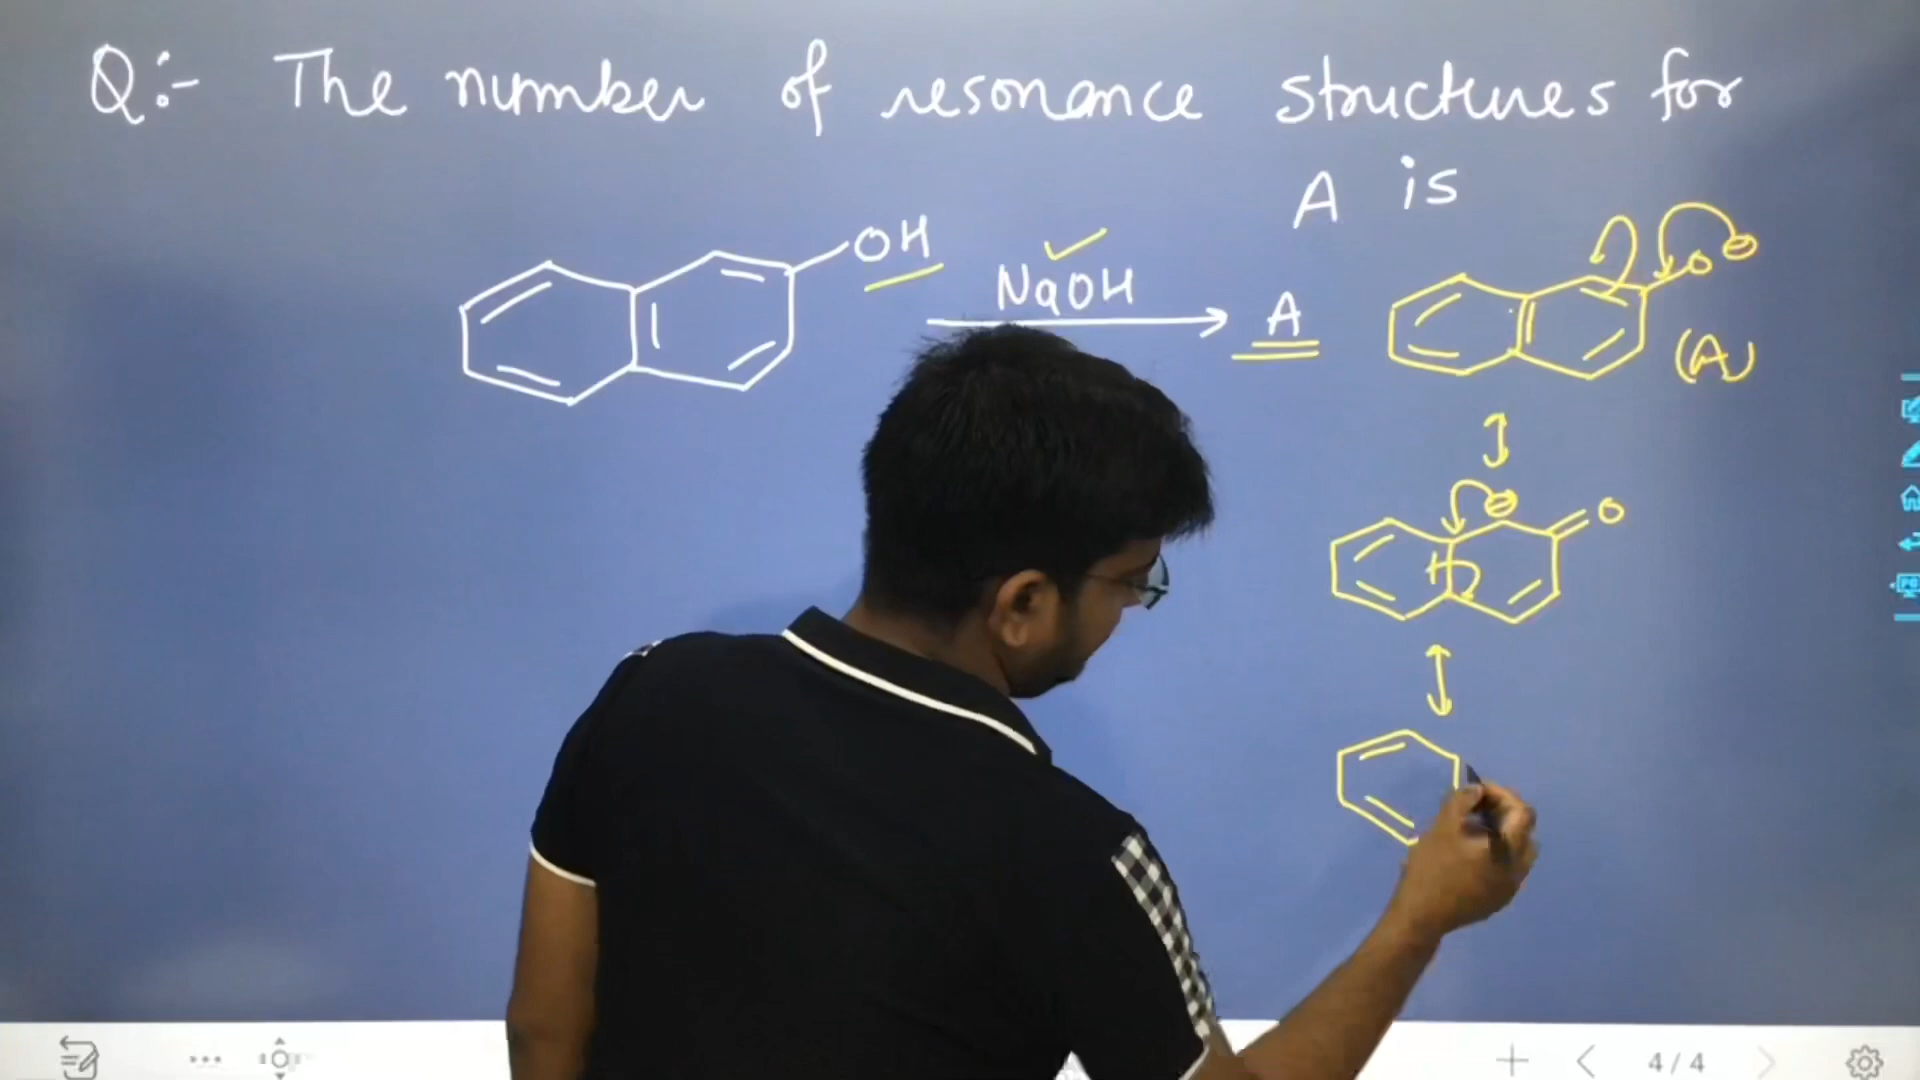 Q:- The number of resonance structures for
A is
OH
NaOH
A
O ⊖
(A)
⊖
O
4/4